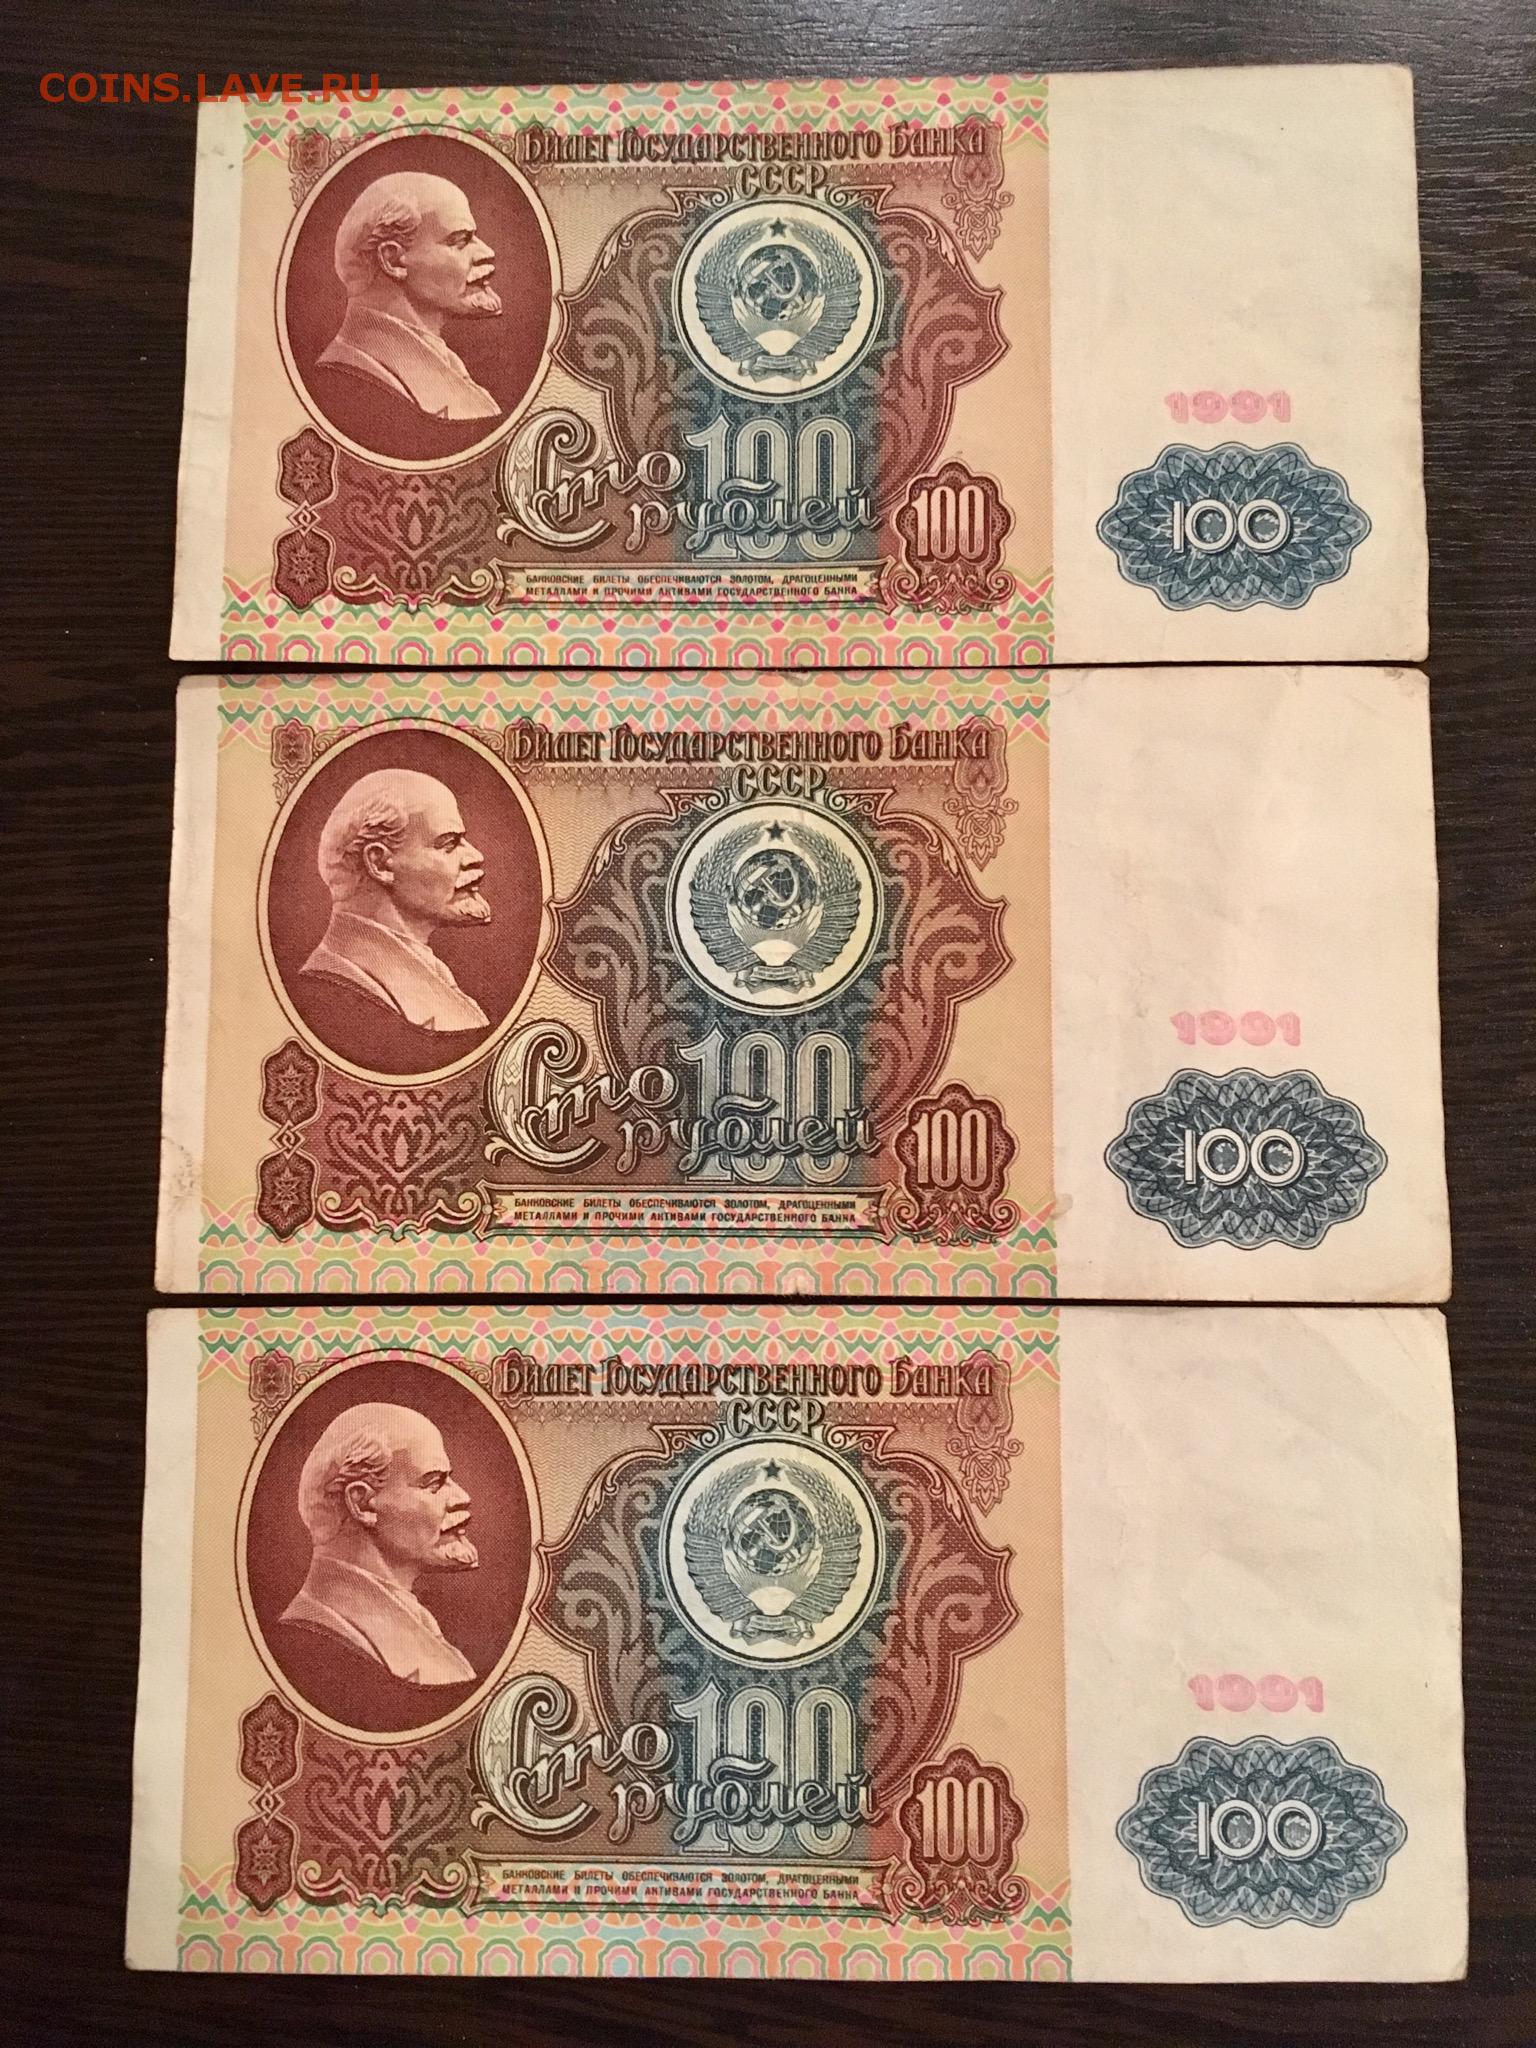 COINS.LAVE.RU
БИЛЕТ ГОСУДАРСТВЕННОГО БАНКА
СССР
1991
100
Сто
рублей
100
100
БАНКОВСКИЕ БИЛЕТЫ ОБЕСПЕЧИВАЮТСЯ ЗОЛОТОМ, ДРАГОЦЕННЫМИ
МЕТАЛЛАМИ И ПРОЧИМИ АКТИВАМИ ГОСУДАРСТВЕННОГО БАНКА
БИЛЕТ ГОСУДАРСТВЕННОГО БАНКА
СССР
1991
100
Сто
рублей
100
100
БАНКОВСКИЕ БИЛЕТЫ ОБЕСПЕЧИВАЮТСЯ ЗОЛОТОМ, ДРАГОЦЕННЫМИ
МЕТАЛЛАМИ И ПРОЧИМИ АКТИВАМИ ГОСУДАРСТВЕННОГО БАНКА
БИЛЕТ ГОСУДАРСТВЕННОГО БАНКА
СССР
1991
100
Сто
рублей
100
100
БАНКОВСКИЕ БИЛЕТЫ ОБЕСПЕЧИВАЮТСЯ ЗОЛОТОМ, ДРАГОЦЕННЫМИ
МЕТАЛЛАМИ И ПРОЧИМИ АКТИВАМИ ГОСУДАРСТВЕННОГО БАНКА